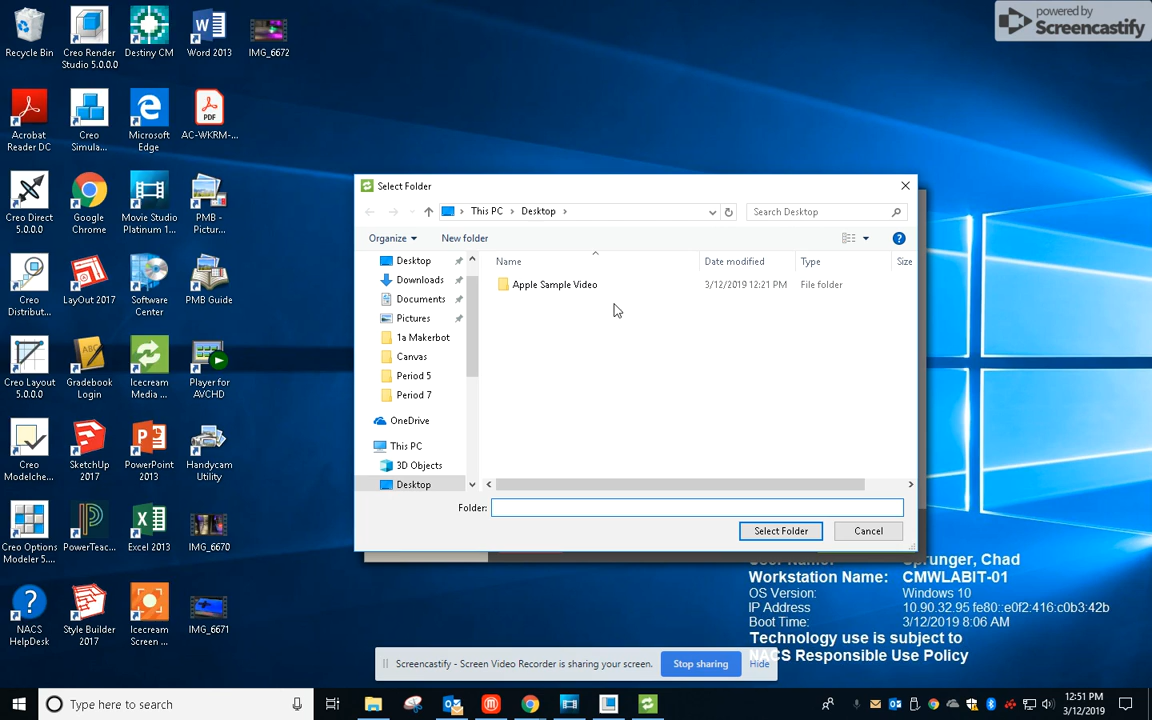 powered by
Screencastify
Recycle Bin
Creo Render
Studio 5.0.0.0
Destiny CM
Word 2013
IMG_6672
Acrobat
Reader DC
Creo
Simula...
Microsoft
Edge
AC-WKRM-...
PDF
Creo Direct
5.0.0.0
Google
Chrome
Movie Studio
Platinum 1...
PMB -
Pictur...
Creo
Distribut...
LayOut 2017
Software
Center
PMB Guide
Creo Layout
5.0.0.0
Gradebook
Login
Icecream
Media ...
Player for
AVCHD
Creo
Modelche...
SketchUp
2017
PowerPoint
2013
Handycam
Utility
Creo Options
Modeler 5....
PowerTeac...
Excel 2013
IMG_6670
NACS
HelpDesk
Style Builder
2017
Icecream
Screen ...
IMG_6671
Select Folder
This PC > Desktop >
Search Desktop
Organize
New folder
Desktop
Downloads
Documents
Pictures
1a Makerbot
Canvas
Period 5
Period 7
OneDrive
This PC
3D Objects
Desktop
Name
Date modified
Type
Size
Apple Sample Video
3/12/2019 12:21 PM
File folder
Folder:
Select Folder
Cancel
User Name: Sprunger, Chad
Workstation Name: CMWLABIT-01
OS Version: Windows 10
IP Address 10.90.32.95 fe80::e0f2:416:c0b3:42b
Boot Time: 3/12/2019 8:06 AM
Technology use is subject to
NACS Responsible Use Policy
Screencastify - Screen Video Recorder is sharing your screen.
Stop sharing
Hide
Type here to search
12:51 PM
3/12/2019